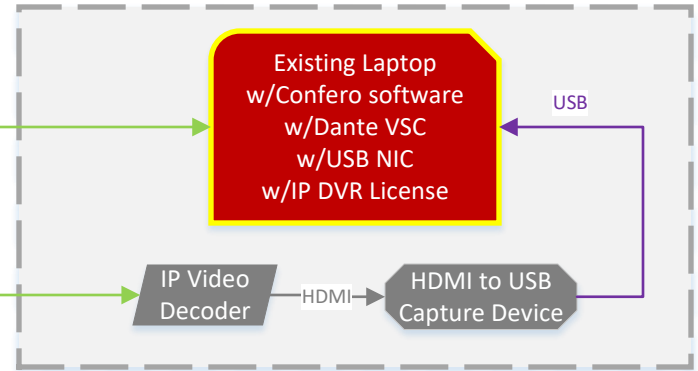 Existing Laptop
w/Confero software
w/Dante VSC
w/USB NIC
w/IP DVR License
USB
IP Video
Decoder
HDMI
HDMI to USB
Capture Device